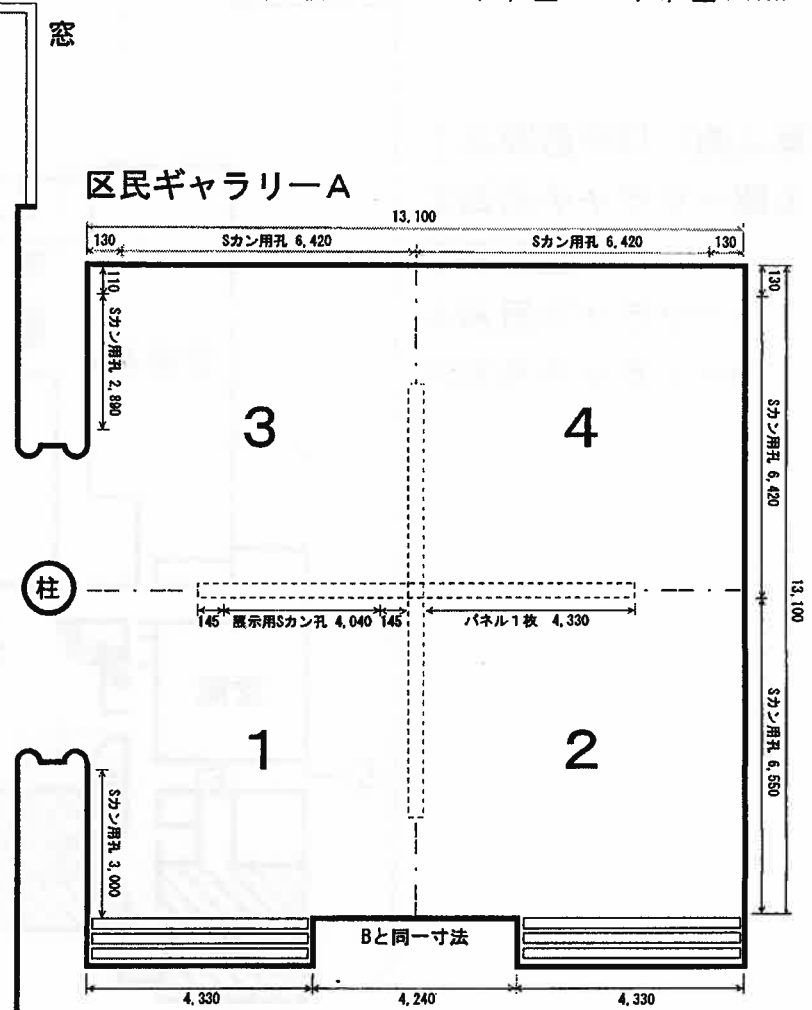 窓
区民ギャラリーA
13,100
130
Sカン用孔 6,420
Sカン用孔 6,420
130
110
Sカン用孔 2,890
130
Sカン用孔 6,420
3
4
柱
13,100
145
展示用Sカン孔 4,040
145
パネル1枚 4,330
1
2
Sカン用孔 3,000
Sカン用孔 6,550
Bと同一寸法
4,330
4,240
4,330